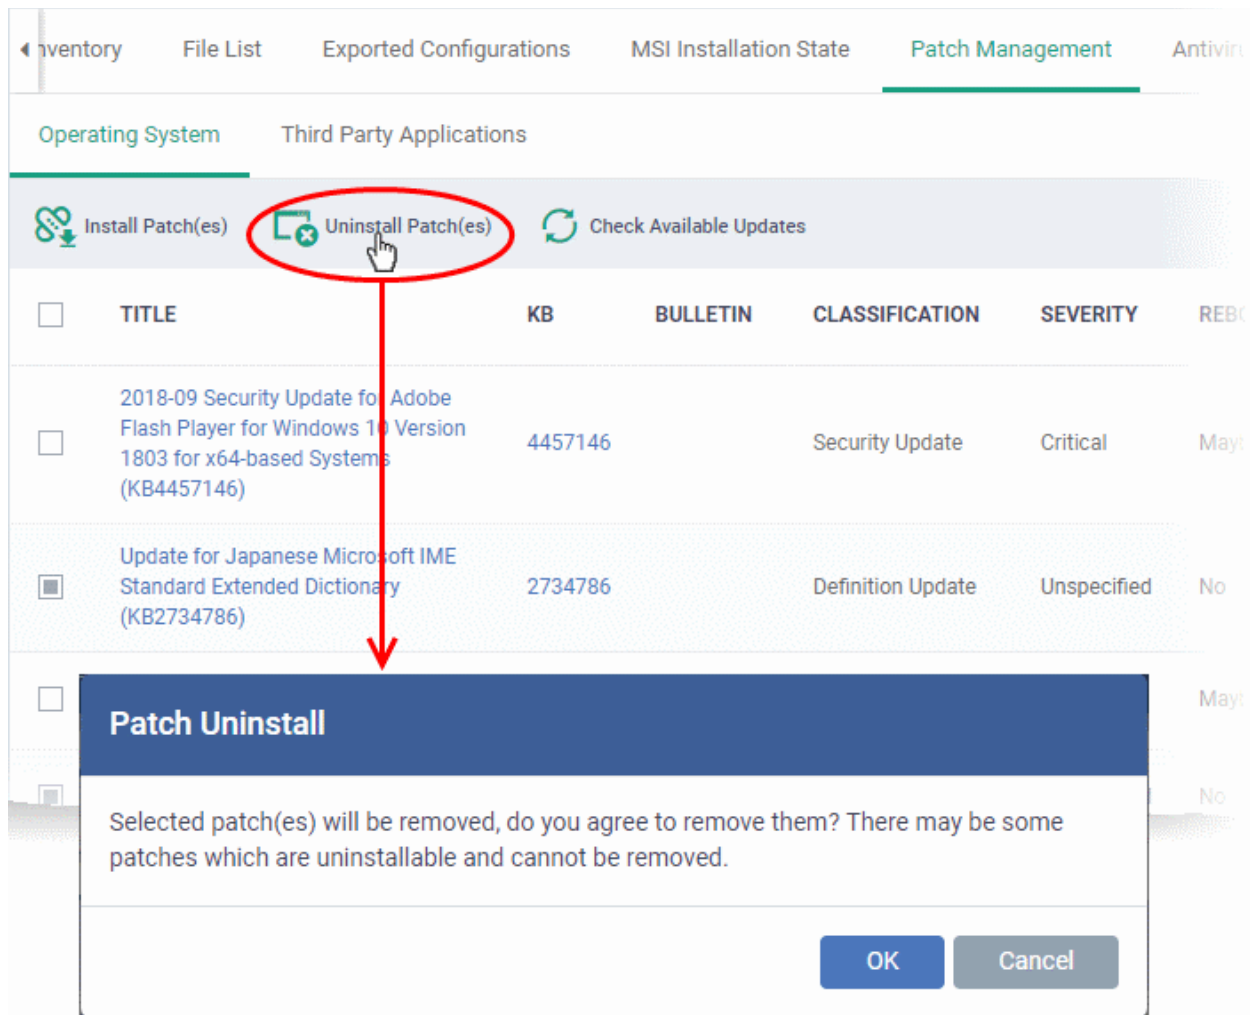 nventory File List Exported Configurations MSI Installation State Patch Management Antiviru
Operating System Third Party Applications
Install Patch(es) Uninstall Patch(es) Check Available Updates
TITLE KB BULLETIN CLASSIFICATION SEVERITY REBO
2018-09 Security Update for Adobe
Flash Player for Windows 10 Version
1803 for x64-based Systems
(KB4457146)
4457146 Security Update Critical Mayb
Update for Japanese Microsoft IME
Standard Extended Dictionary
(KB2734786)
2734786 Definition Update Unspecified No
Mayb
No
Patch Uninstall
Selected patch(es) will be removed, do you agree to remove them? There may be some
patches which are uninstallable and cannot be removed.
OK Cancel